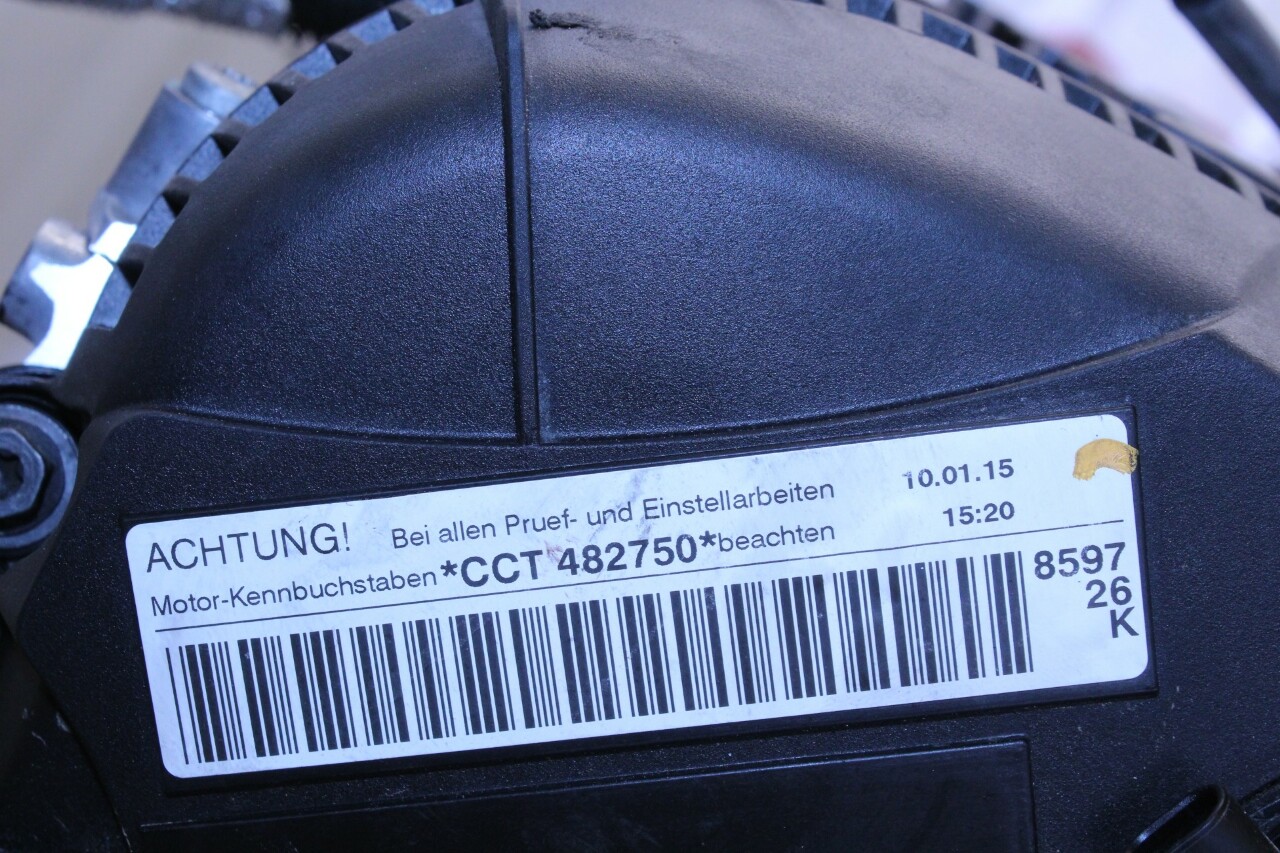 ACHTUNG! Bei allen Pruef- und Einstellarbeiten 10.01.15
Motor-Kennbuchstaben *CCT 482750* beachten 15:20
8597
26
K